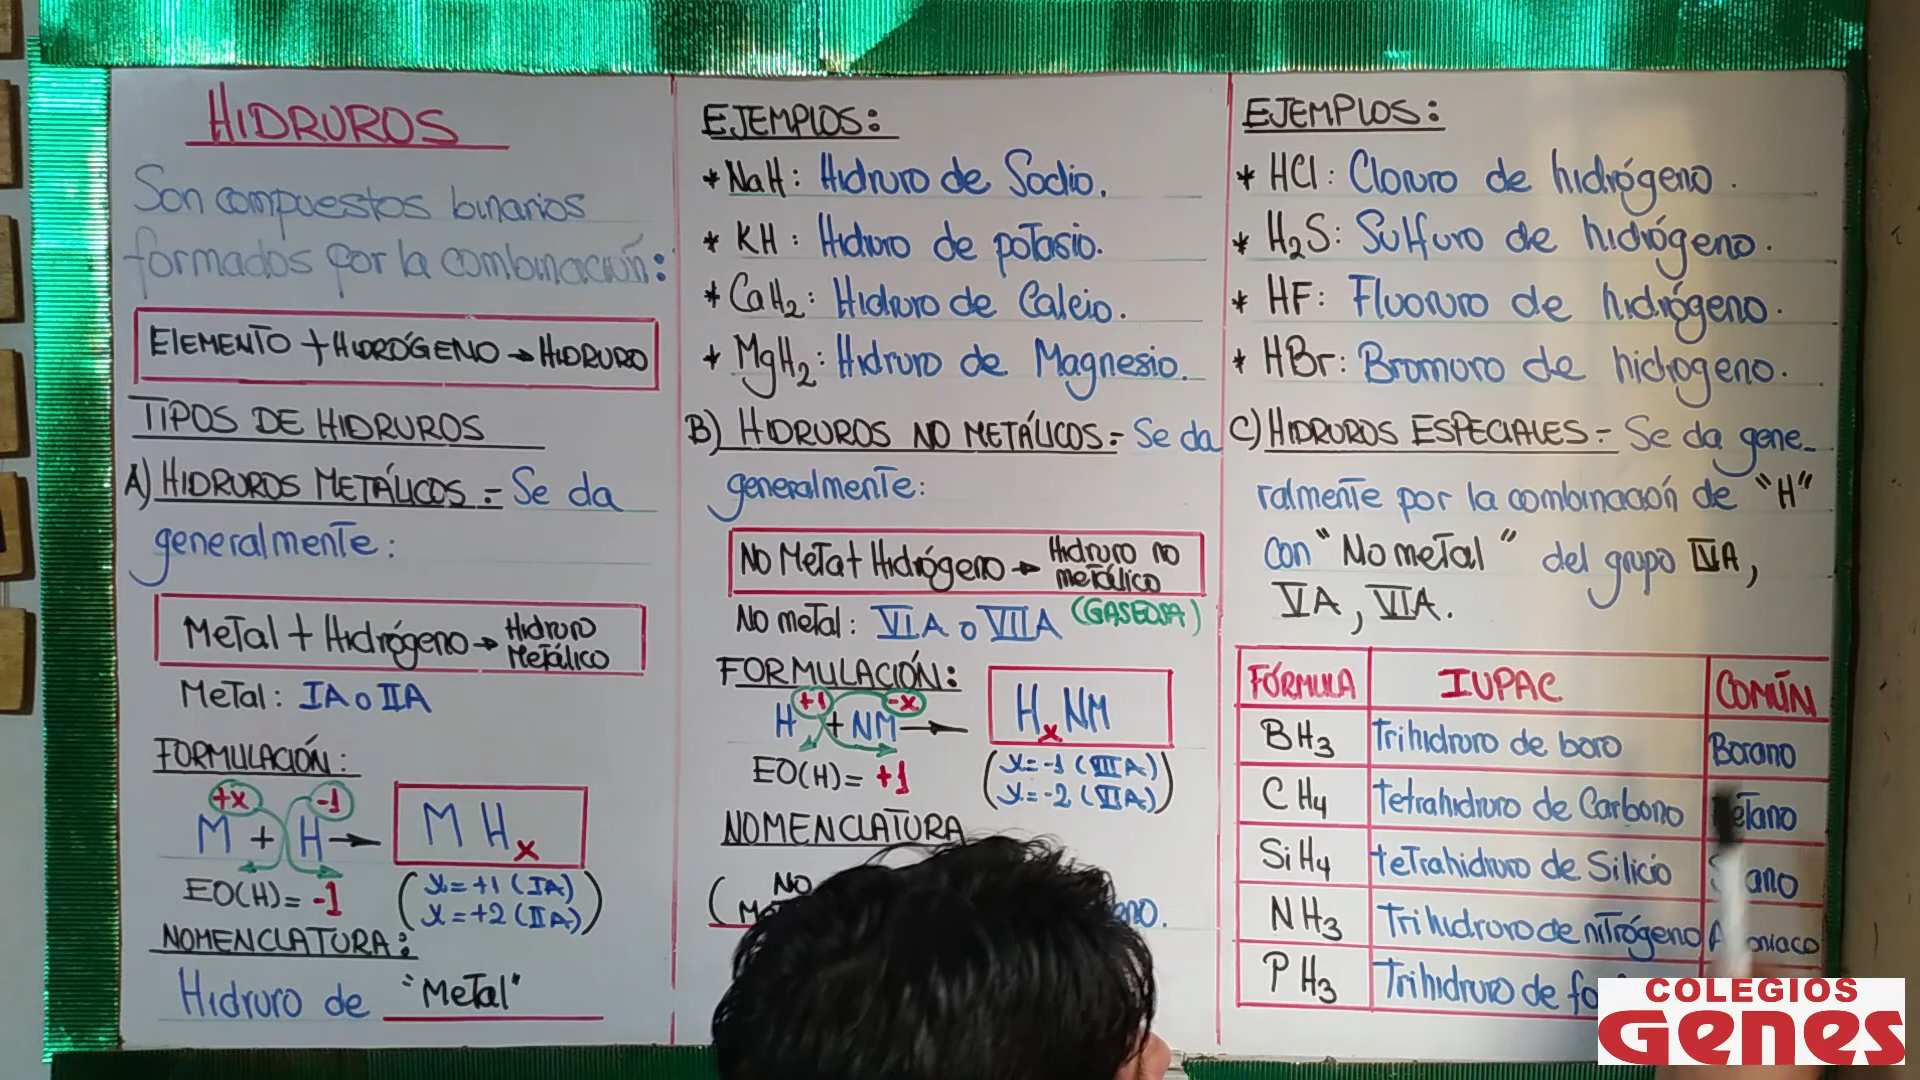 HIDRUROS
Son compuestos binarios
formados por la combinación:
ELEMENTO + HIDRÓGENO → HIDRURO
TIPOS DE HIDRUROS
A) HIDRUROS METÁLICOS = Se da
generalmente:
Metal + Hidrógeno → Hidruro
Metálico
Metal: IA o IIA
FORMULACIÓN:
+x -1
M + H → M Hx
EO(H) = -1
(x = +1 (IA)
x = +2 (IIA))
NOMENCLATURA:
Hidruro de "Metal"
EJEMPLOS:
* NaH: Hidruro de Sodio.
* KH: Hidruro de potasio.
* CaH2: Hidruro de Calcio.
* MgH2: Hidruro de Magnesio.
B) HIDRUROS NO METÁLICOS = Se da
generalmente:
No Metal + Hidrógeno → Hidruro no
metálico
No metal: VIA o VIIA (GASEOSA)
FORMULACIÓN:
+1 -x
H + NM → Hx NM
EO(H) = +1
(x = -1 (VIIA)
x = -2 (VIA))
NOMENCLATURA
NO
EJEMPLOS:
* HCl: Cloruro de hidrógeno.
* H2S: Sulfuro de hidrógeno.
* HF: Fluoruro de hidrógeno.
* HBr: Bromuro de hidrogeno.
C) HIDRUROS ESPECIALES = Se da gene-
ralmente por la combinación de "H"
con "No metal" del grupo IVA,
VA, VIIA.
FÓRMULA IUPAC COMÚN
BH3 Trihidruro de boro Borano
CH4 tetrahidruro de Carbono
SiH4 tetrahidruro de Silicio
NH3 Trihidruro de nitrógeno
PH3 Trihidruro de
COLEGIOS
Genes